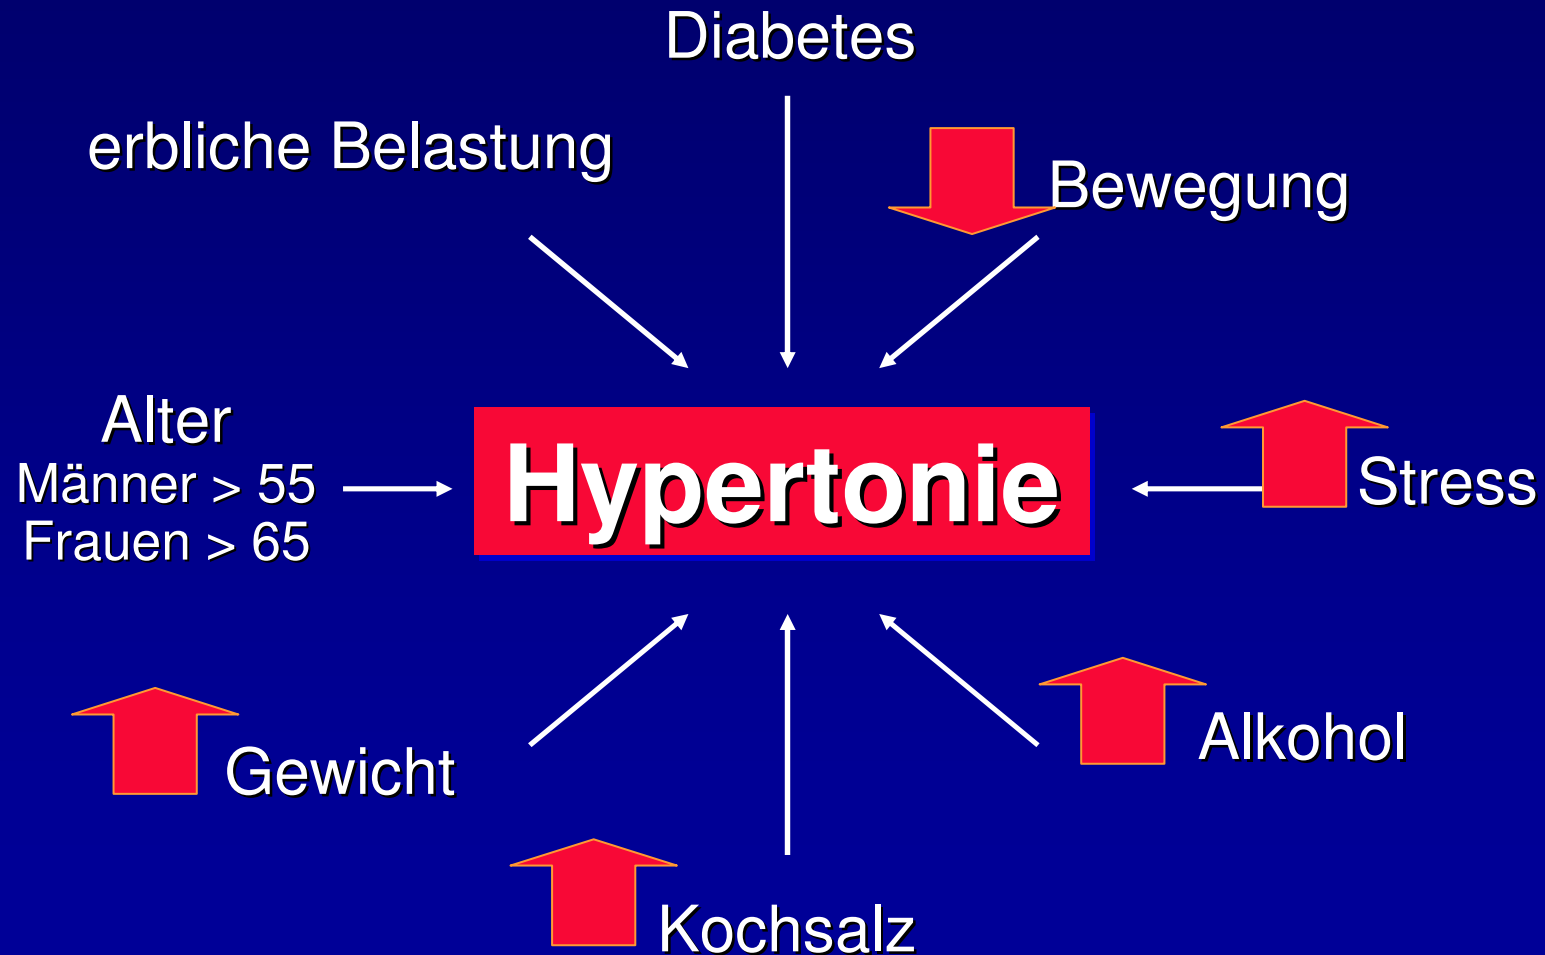 Diabetes
erbliche Belastung
Bewegung
Alter
Männer > 55
Frauen > 65
Hypertonie
Stress
Gewicht
Alkohol
Kochsalz